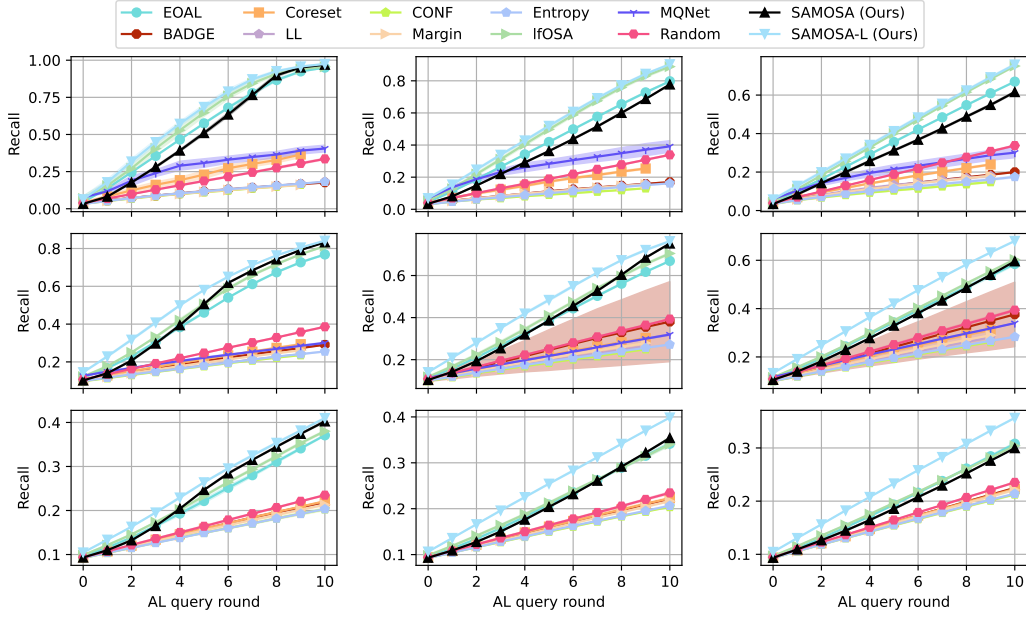 EOAL Coreset CONF Entropy MQNet SAMOSA (Ours)
BADGE LL Margin lfOSA Random SAMOSA-L (Ours)
Recall
1.00
0.75
0.50
0.25
0.00
Recall
0.8
0.6
0.4
0.2
0.0
Recall
0.6
0.4
0.2
0.0
Recall
0.8
0.6
0.4
0.2
Recall
0.6
0.4
0.2
Recall
0.6
0.4
0.2
Recall
0.4
0.3
0.2
0.1
Recall
0.4
0.3
0.2
0.1
Recall
0.3
0.2
0.1
0 2 4 6 8 10
0 2 4 6 8 10
0 2 4 6 8 10
AL query round
AL query round
AL query round